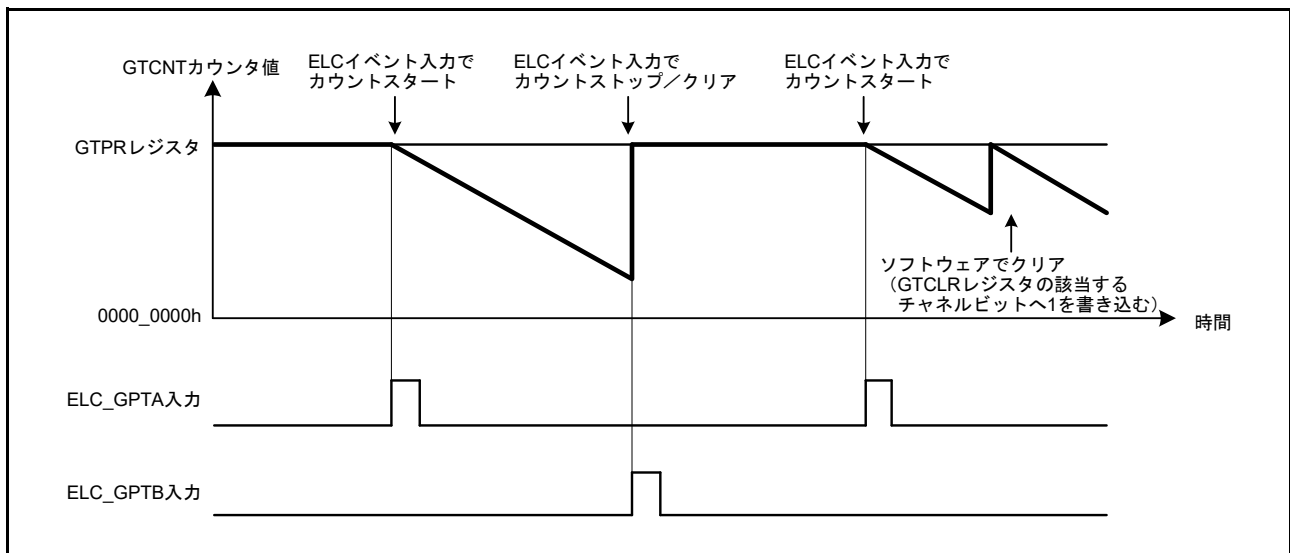 GTCNTカウンタ値
ELCイベント入力で
カウントスタート
ELCイベント入力で
カウントストップ／クリア
ELCイベント入力で
カウントスタート
GTPRレジスタ
ソフトウェアでクリア
（GTCLRレジスタの該当する
チャネルビットへ1を書き込む）
0000_0000h
時間
ELC_GPTA入力
ELC_GPTB入力